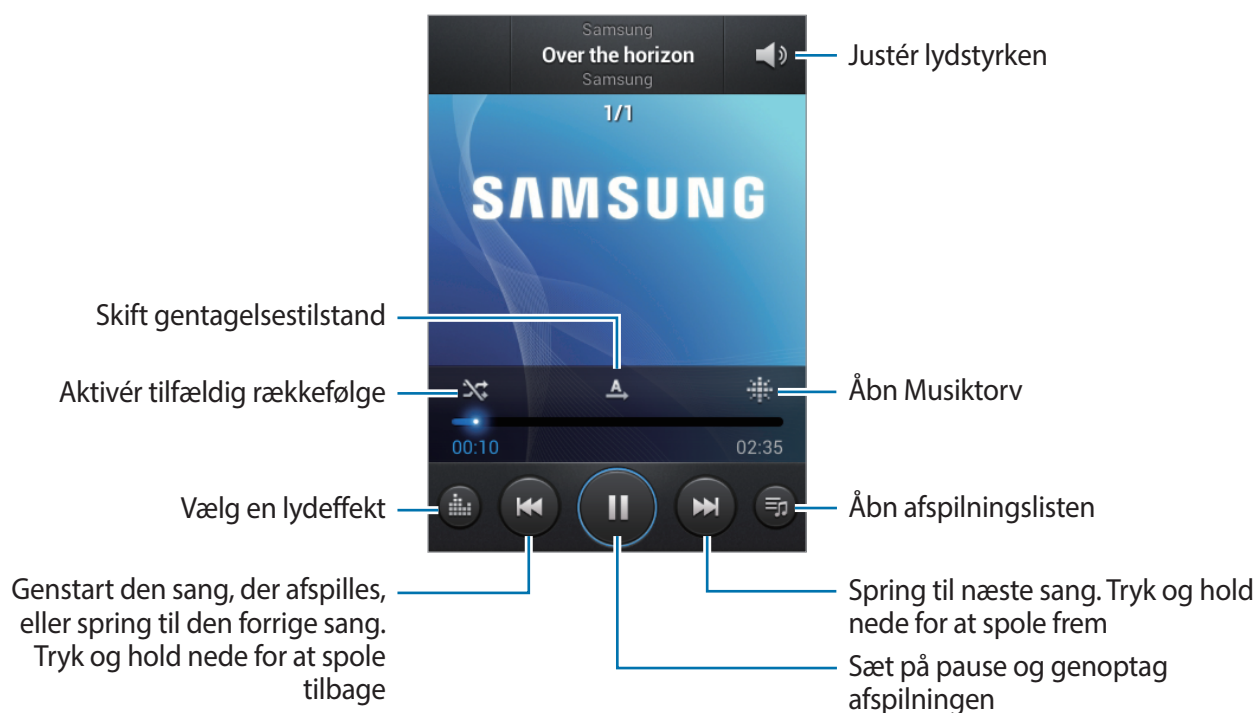 Samsung
Over the horizon
Samsung
Justér lydstyrken
1/1
SAMSUNG
Skift gentagelsestilstand
A
Aktivér tilfældig rækkefølge
Åbn Musiktorv
00:10
02:35
Vælg en lydeffekt
Åbn afspilningslisten
Genstart den sang, der afspilles,
eller spring til den forrige sang.
Tryk og hold nede for at spole
tilbage
Spring til næste sang. Tryk og hold
nede for at spole frem
Sæt på pause og genoptag
afspilningen